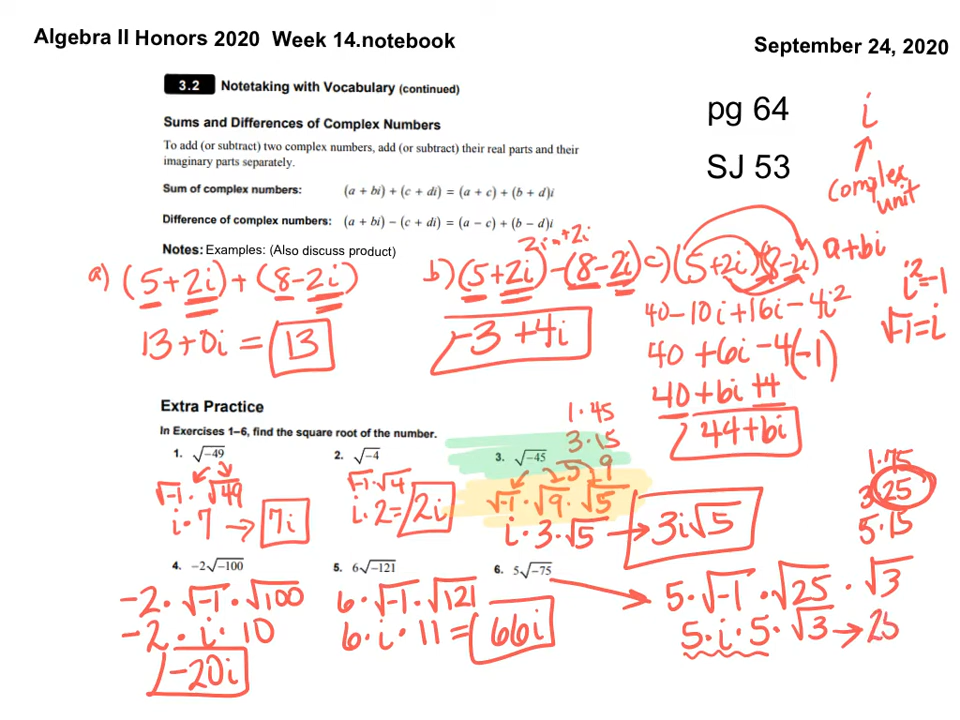 Algebra II Honors 2020 Week 14.notebook
September 24, 2020
3.2 Notetaking with Vocabulary (continued)
pg 64
SJ 53
i
complex
unit
Sums and Differences of Complex Numbers
To add (or subtract) two complex numbers, add (or subtract) their real parts and their
imaginary parts separately.
Sum of complex numbers: (a + bi) + (c + di) = (a + c) + (b + d)i
Difference of complex numbers: (a + bi) − (c + di) = (a − c) + (b − d)i
Notes: Examples: (Also discuss product)
a) (5+2i)+(8-2i)
13+0i = 13
2i + +2i
b) (5+2i)-(8-2i)
-3+4i
c) (5+2i)(8-2i) a+bi
40-10i+16i-4i²
40+6i-4(-1)
40+6i+4
44+6i
i²=-1
√-1=i
Extra Practice
In Exercises 1–6, find the square root of the number.
1. √−49
√-1 · √49
i·7 → 7i
2. √−4
√-1·√4
i·2=2i
1·45
3·15
5 9
3. √−45
√-1·√9·√5
i·3·√5 → 3i√5
1·75
3 25
5·15
4. −2√−100
-2·√-1·√100
-2·i·10
-20i
5. 6√−121
6·√-1·√121
6·i·11= 66i
6. 5√−75
5·√-1·√25·√3
5·i·5·√3→25